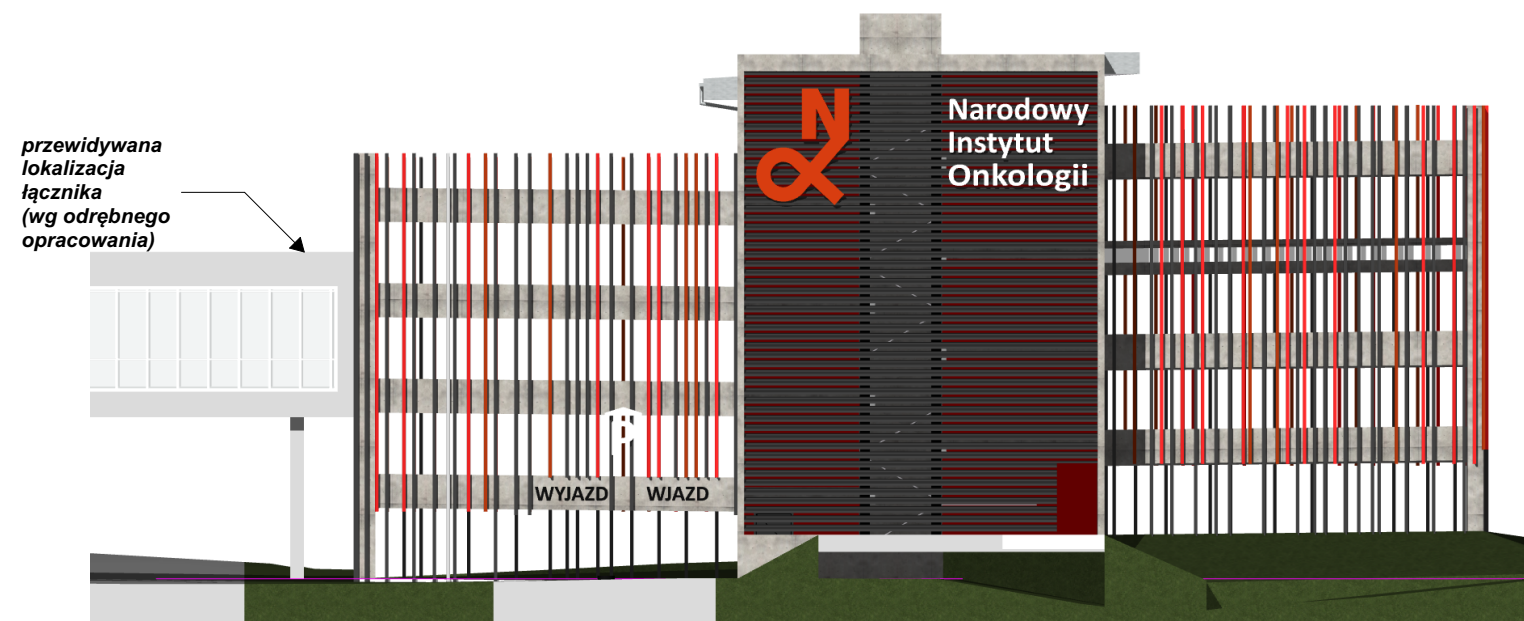 przewidywana
lokalizacja
łącznika
(wg odrębnego
opracowania)
N
Narodowy
Instytut
Onkologii
P
WYJAZD WJAZD